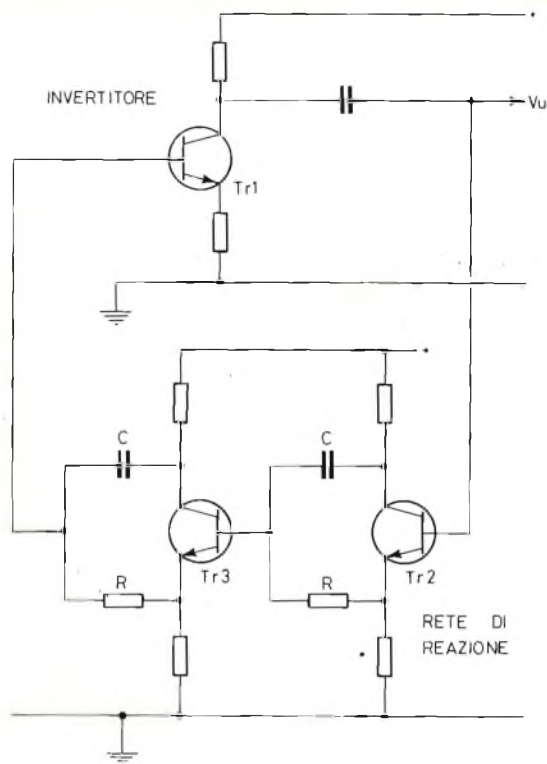 +
INVERTITORE
Vu
Tr1
+
C
C
Tr3
Tr2
R
R
RETE DI
REAZIONE